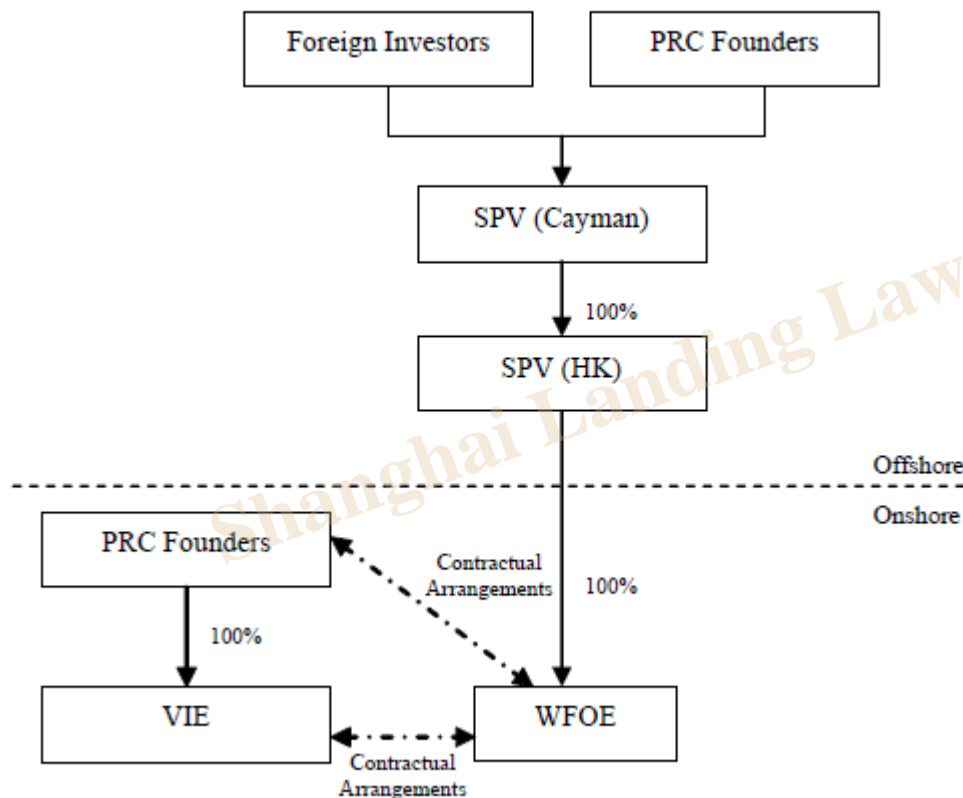 Foreign Investors
PRC Founders
SPV (Cayman)
100%
SPV (HK)
Shanghai Landing Law
Offshore
Onshore
PRC Founders
Contractual
Arrangements
100%
100%
VIE
WFOE
Contractual
Arrangements